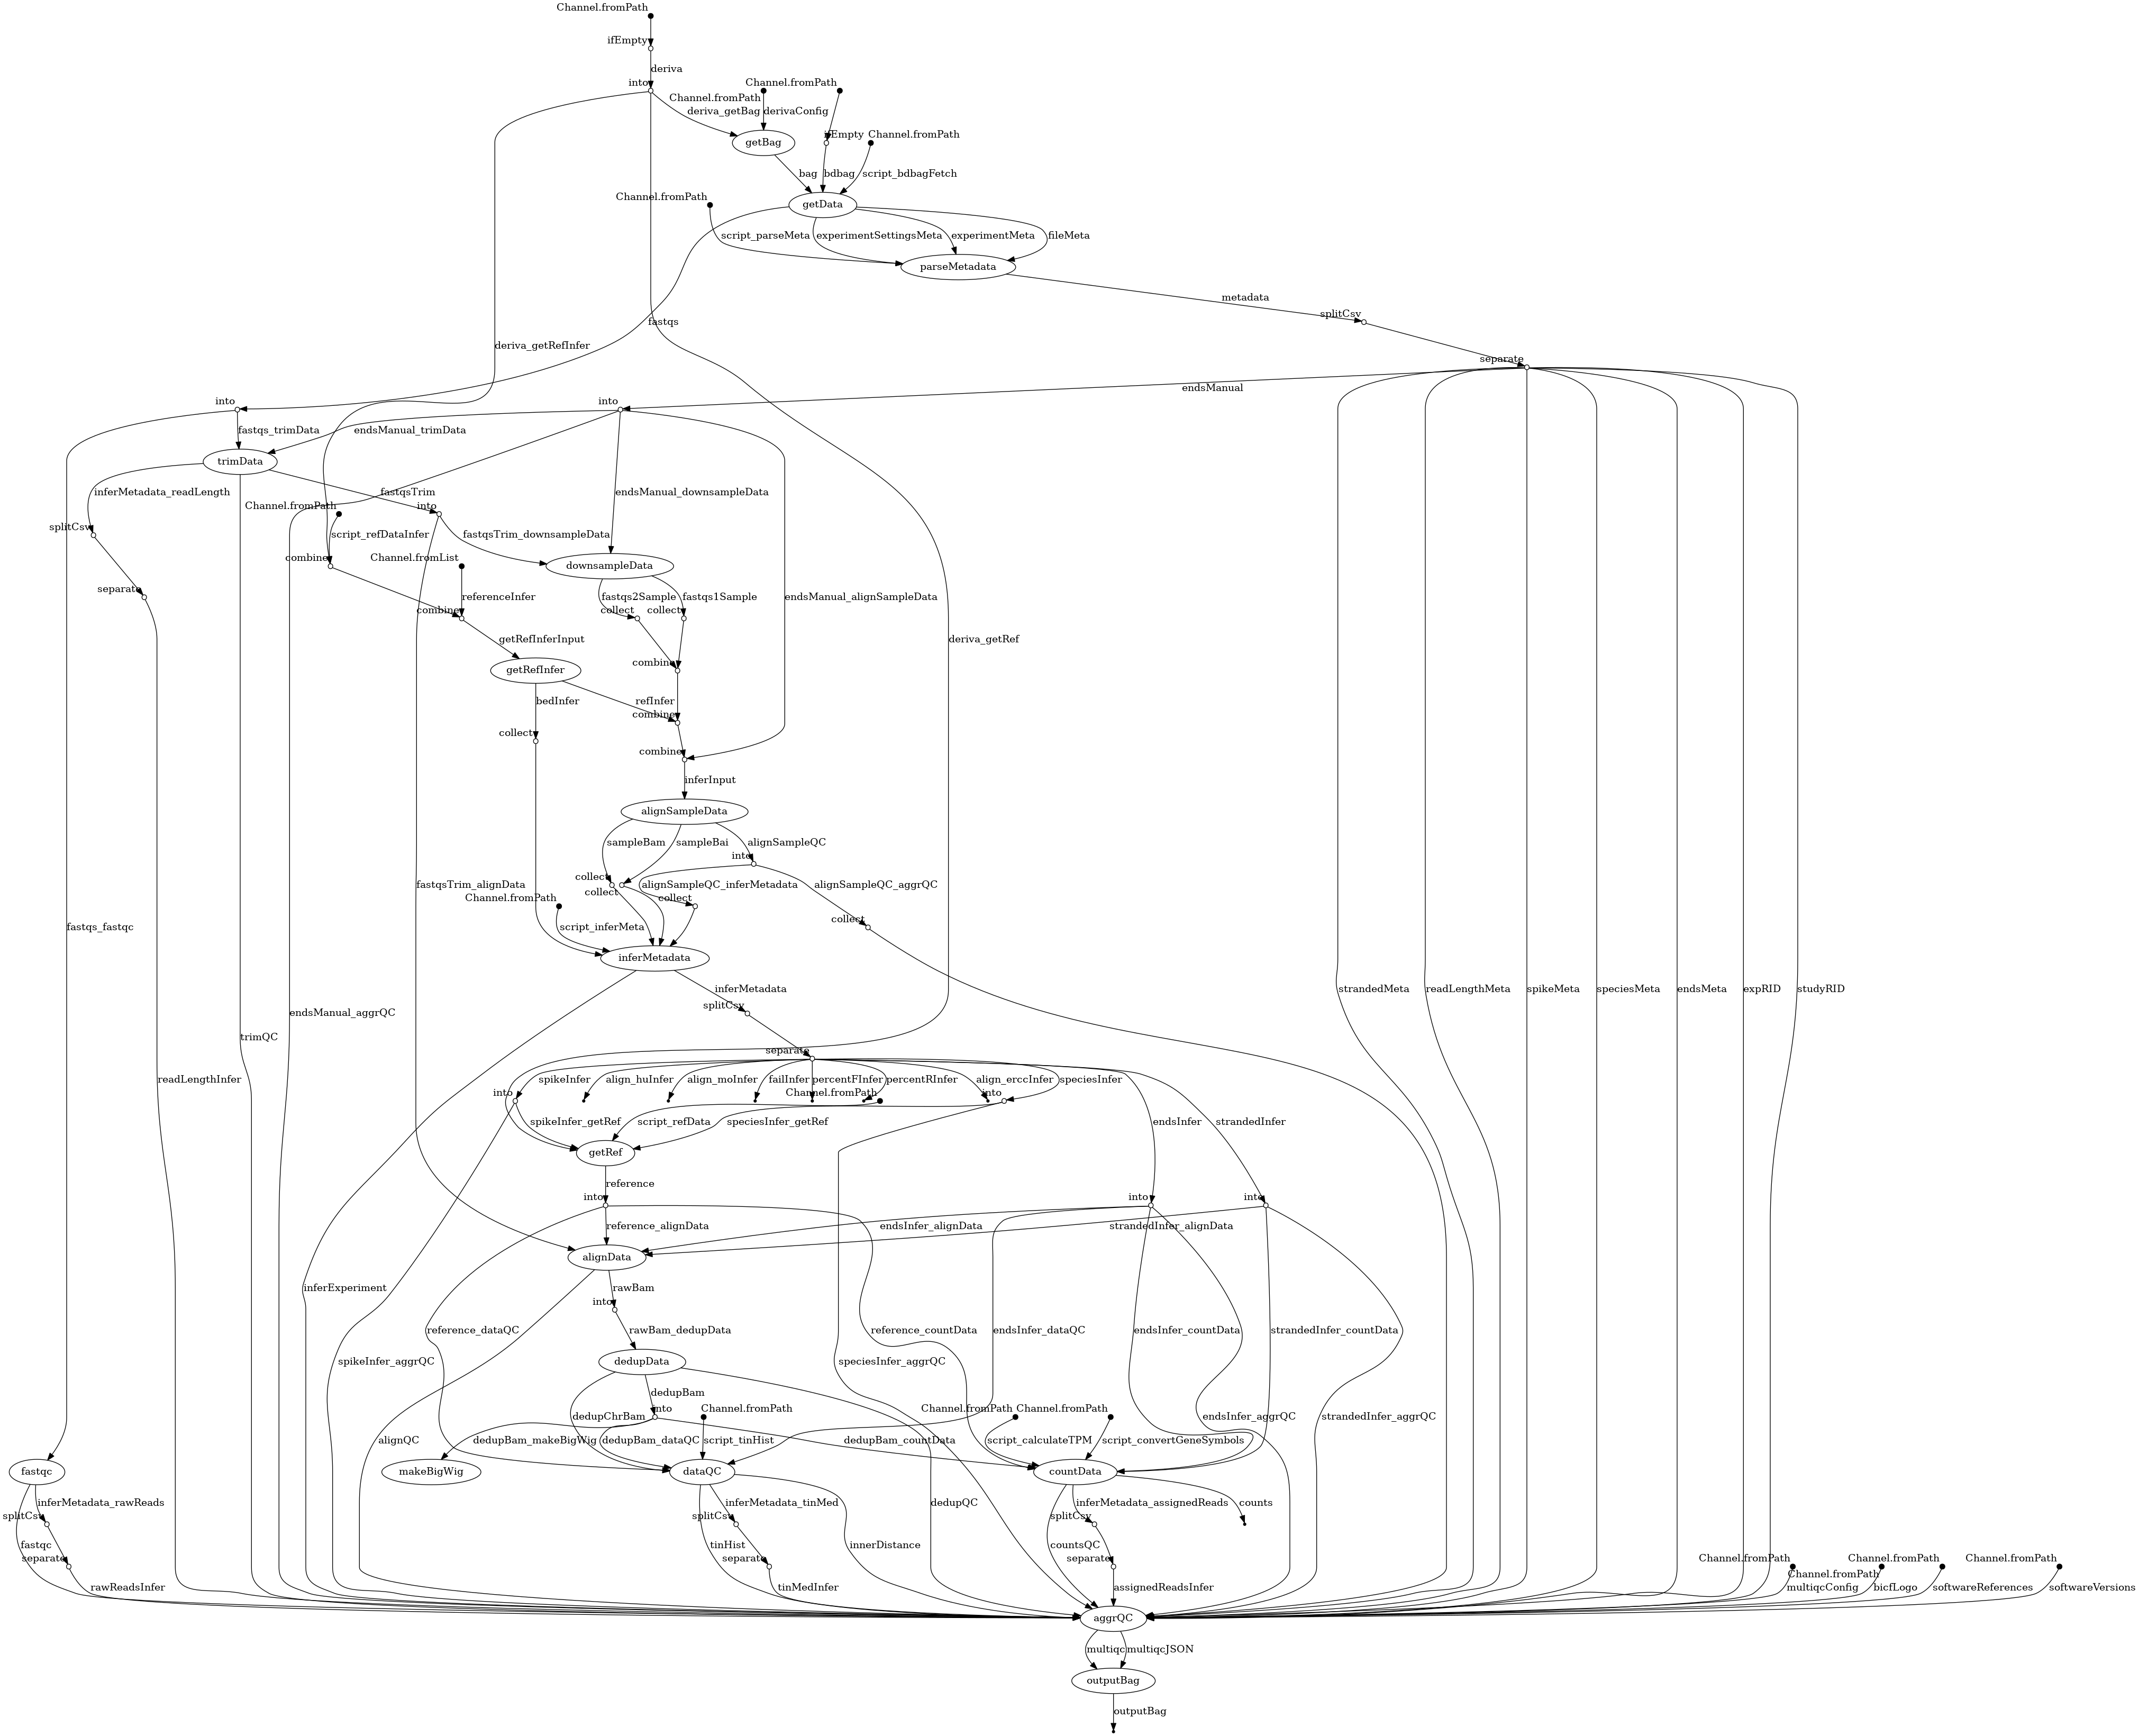 Channel.fromPath
ifEmpty
deriva
into
Channel.fromPath
Channel.fromPath
deriva_getBag
derivaConfig
getBag
ifEmpty
Channel.fromPath
bag
bdbag
script_bdbagFetch
Channel.fromPath
getData
script_parseMeta
experimentSettingsMeta
experimentMeta
fileMeta
parseMetadata
metadata
splitCsv
fastqs
deriva_getRefInfer
separate
endsManual
into
into
fastqs_trimData
endsManual_trimData
trimData
inferMetadata_readLength
fastqsTrim
endsManual_downsampleData
Channel.fromPath
into
splitCsv
script_refDataInfer
fastqsTrim_downsampleData
combine
Channel.fromList
downsampleData
separate
referenceInfer
fastqs2Sample
fastqs1Sample
endsManual_alignSampleData
combine
collect
collect
getRefInferInput
deriva_getRef
combine
getRefInfer
bedInfer
refInfer
combine
collect
combine
inferInput
alignSampleData
sampleBam
sampleBai
alignSampleQC
into
collect
fastqsTrim_alignData
alignSampleQC_inferMetadata
alignSampleQC_aggrQC
collect
Channel.fromPath
collect
collect
fastqs_fastqc
script_inferMeta
inferMetadata
inferMetadata
strandedMeta
readLengthMeta
spikeMeta
speciesMeta
endsMeta
expRID
studyRID
splitCsv
endsManual_aggrQC
trimQC
separate
readLengthInfer
spikeInfer
align_huInfer
align_moInfer
failInfer
percentFInfer
percentRInfer
align_erccInfer
speciesInfer
into
Channel.fromPath
into
spikeInfer_getRef
script_refData
speciesInfer_getRef
endsInfer
strandedInfer
getRef
reference
into
into
into
reference_alignData
endsInfer_alignData
strandedInfer_alignData
alignData
inferExperiment
rawBam
into
reference_dataQC
rawBam_dedupData
reference_countData
endsInfer_dataQC
endsInfer_countData
strandedInfer_countData
spikeInfer_aggrQC
dedupData
speciesInfer_aggrQC
dedupBam
into
Channel.fromPath
Channel.fromPath
Channel.fromPath
dedupChrBam
endsInfer_aggrQC
strandedInfer_aggrQC
alignQC
dedupBam_makeBigWig
dedupBam_dataQC
script_tinHist
dedupBam_countData
script_calculateTPM
script_convertGeneSymbols
fastqc
makeBigWig
dataQC
countData
inferMetadata_rawReads
inferMetadata_tinMed
dedupQC
inferMetadata_assignedReads
counts
splitCsv
splitCsv
splitCsv
fastqc
tinHist
innerDistance
countsQC
separate
separate
separate
Channel.fromPath
Channel.fromPath
Channel.fromPath
Channel.fromPath
rawReadsInfer
tinMedInfer
assignedReadsInfer
multiqcConfig
bicfLogo
softwareReferences
softwareVersions
aggrQC
multiqc
multiqcJSON
outputBag
outputBag